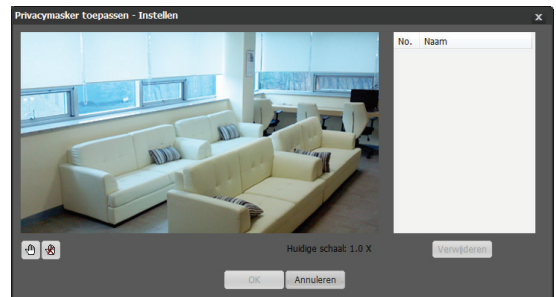 Privacymasker toepassen - Instellen x
No. Naam
Huidige schaal: 1.0 X
Verwijderen
OK Annuleren